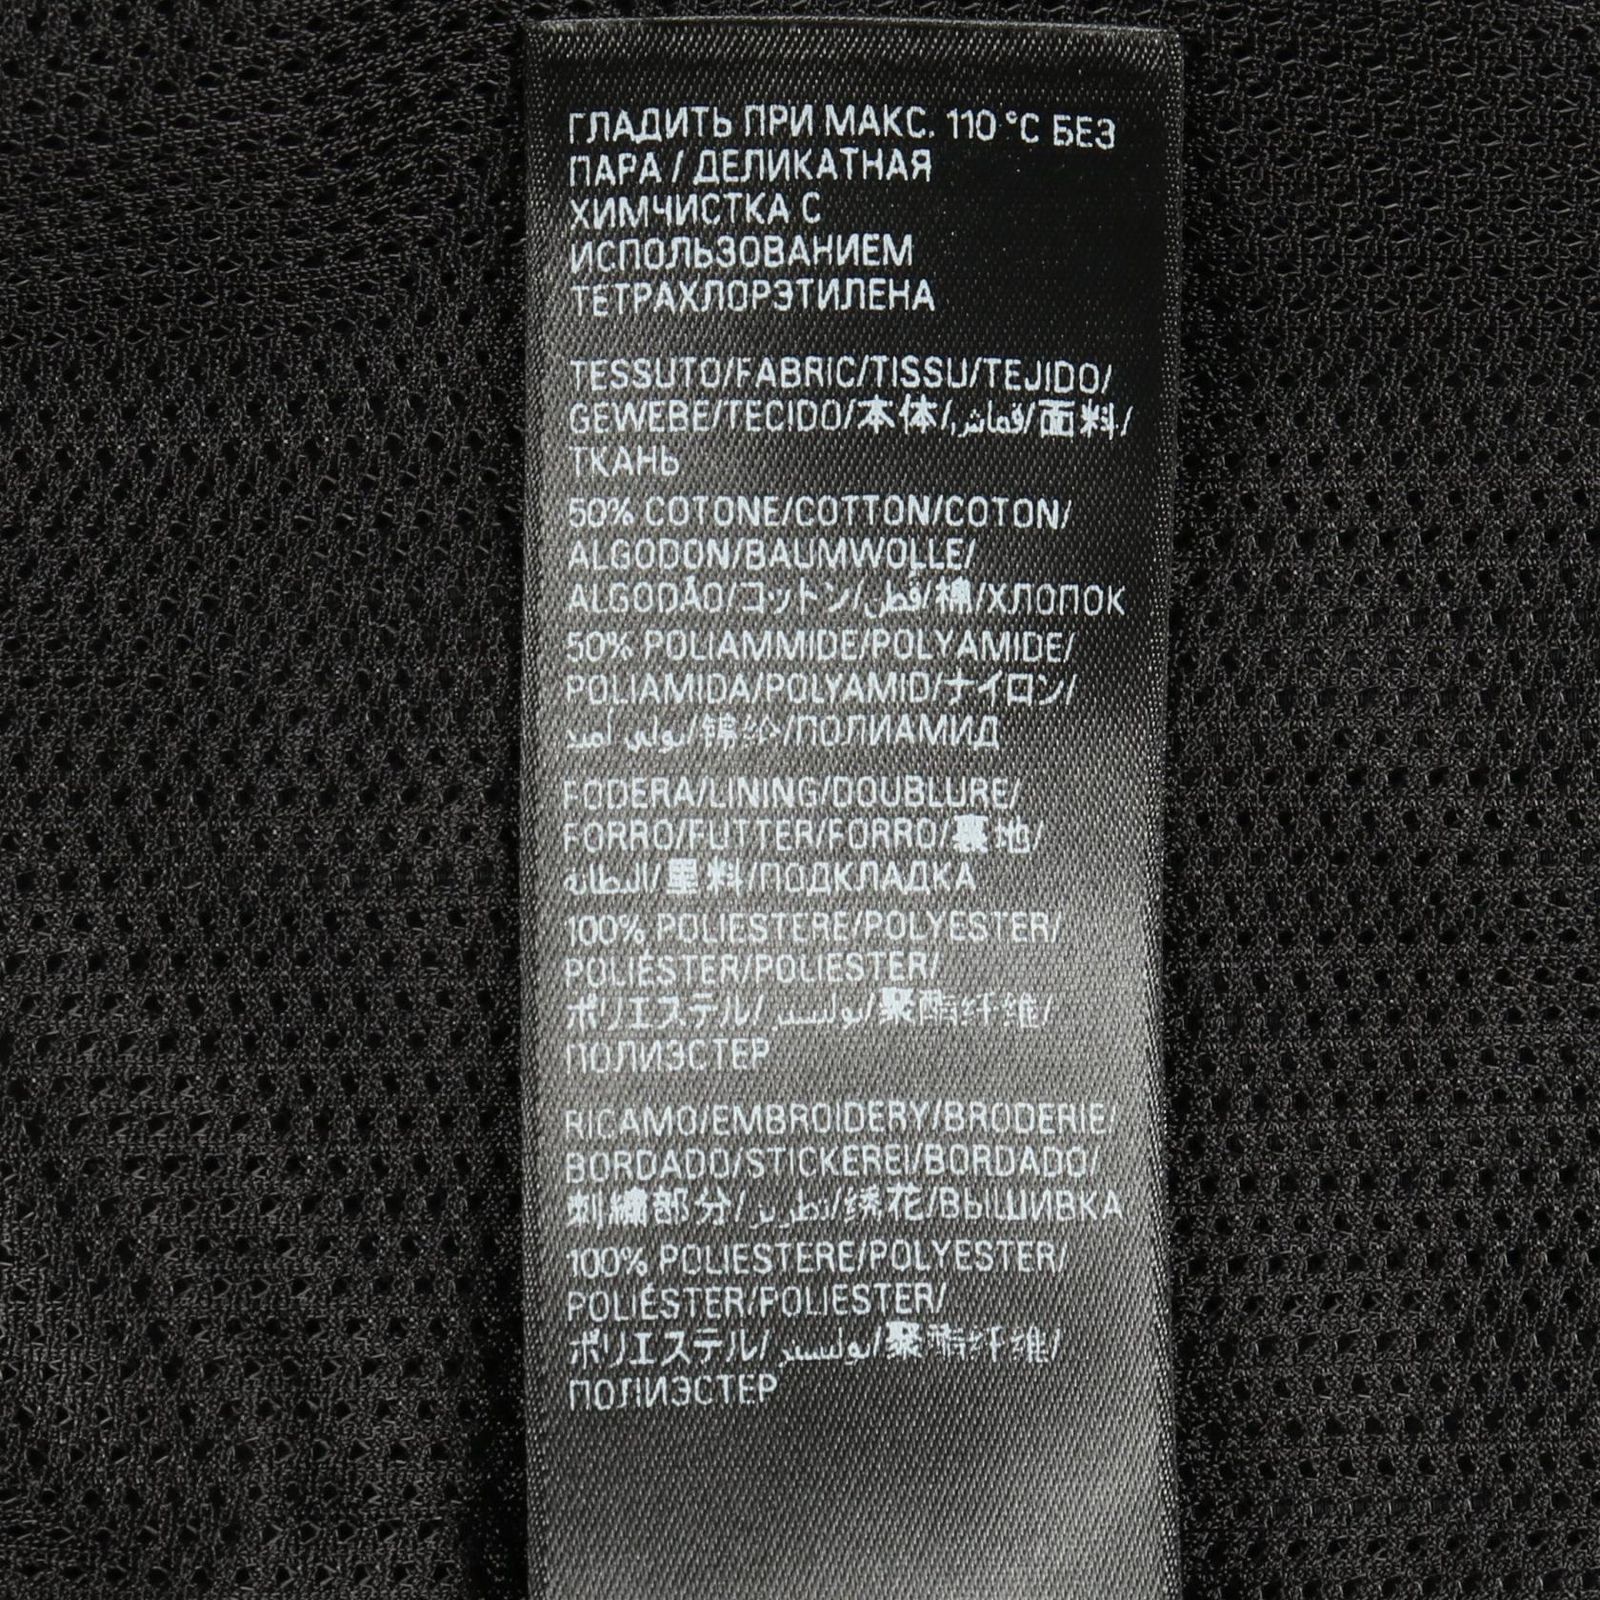 ГЛАДИТЬ ПРИ МАКС. 110 °C БЕЗ
ПАРА / ДЕЛИКАТНАЯ
ХИМЧИСТКА С
ИСПОЛЬЗОВАНИЕМ
ТЕТРАХЛОРЭТИЛЕНА
TESSUTO/FABRIC/TISSU/TEJIDO/
GEWEBE/TECIDO/本体/قماش/面料/
ТКАНЬ
50% COTONE/COTTON/COTON/
ALGODON/BAUMWOLLE/
ALGODÃO/コットン/قطن/棉/ХЛОПОК
50% POLIAMMIDE/POLYAMIDE/
POLIAMIDA/POLYAMID/ナイロン/
بولي أميد/锦纶/ПОЛИАМИД
FODERA/LINING/DOUBLURE/
FORRO/FUTTER/FORRO/裏地/
البطانة/里料/ПОДКЛАДКА
100% POLIESTERE/POLYESTER/
POLIÉSTER/POLIESTER/
ポリエステル/بوليستر/聚酯纤维/
ПОЛИЭСТЕР
RICAMO/EMBROIDERY/BRODERIE/
BORDADO/STICKEREI/BORDADO/
刺繍部分/تطريز/绣花/ВЫШИВКА
100% POLIESTERE/POLYESTER/
POLIÉSTER/POLIESTER/
ポリエステル/بوليستر/聚酯纤维/
ПОЛИЭСТЕР